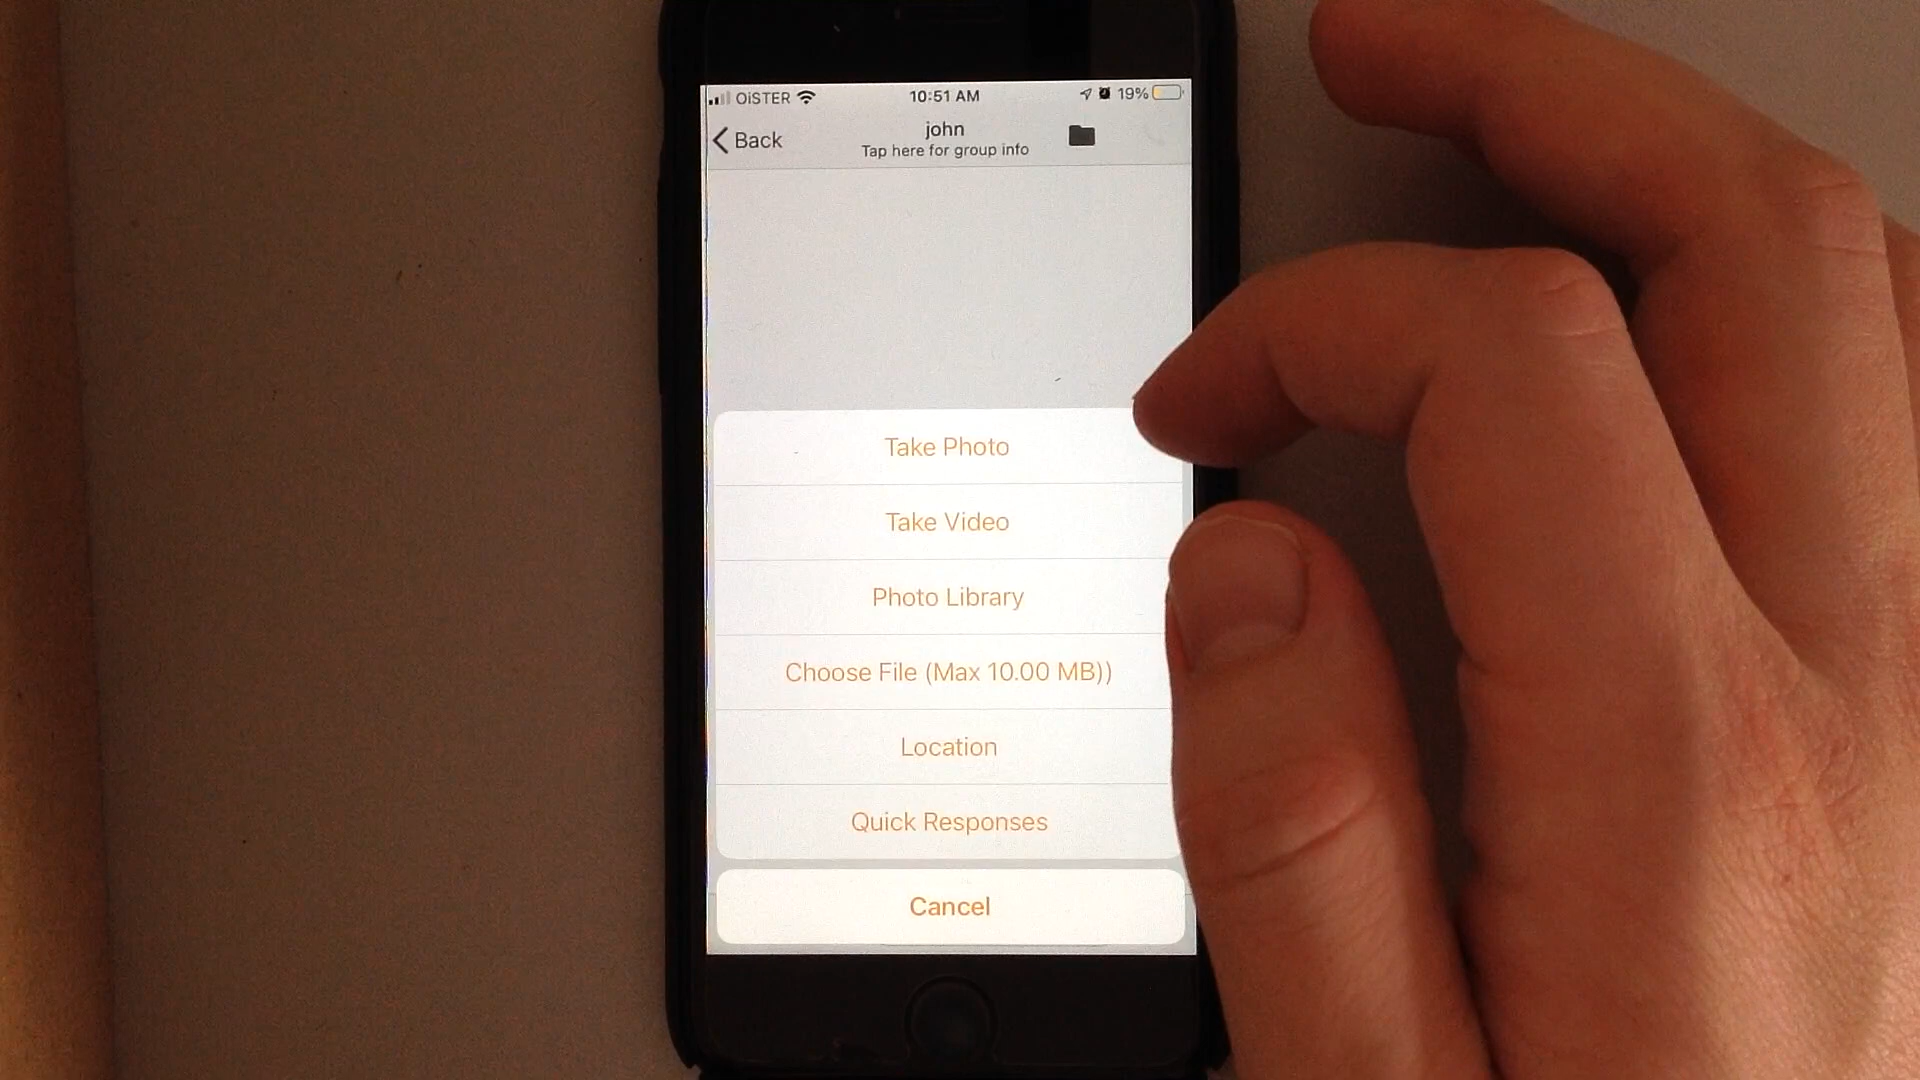 OiSTER 10:51 AM 19%
Back
john
Tap here for group info
Take Photo
Take Video
Photo Library
Choose File (Max 10.00 MB))
Location
Quick Responses
Cancel